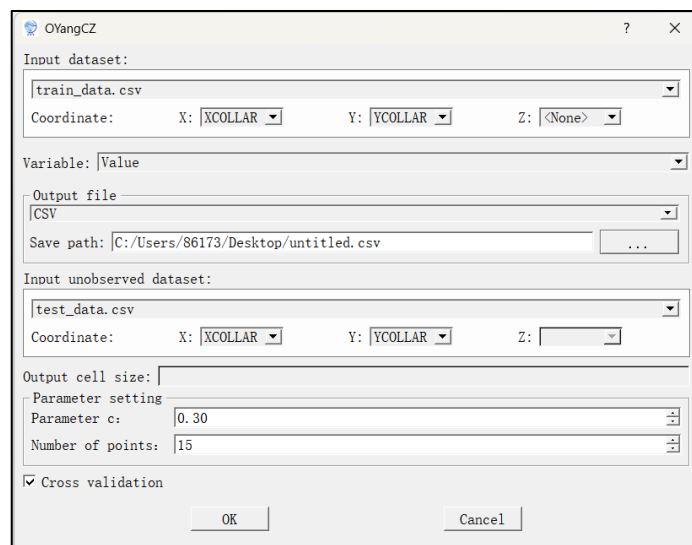 OYangCZ ? ×
Input dataset:
train_data.csv
Coordinate: X: XCOLLAR Y: YCOLLAR Z: <None>
Variable: Value
Output file
CSV
Save path: C:/Users/86173/Desktop/untitled.csv ...
Input unobserved dataset:
test_data.csv
Coordinate: X: XCOLLAR Y: YCOLLAR Z:
Output cell size:
Parameter setting
Parameter c: 0.30
Number of points: 15
Cross validation
OK Cancel